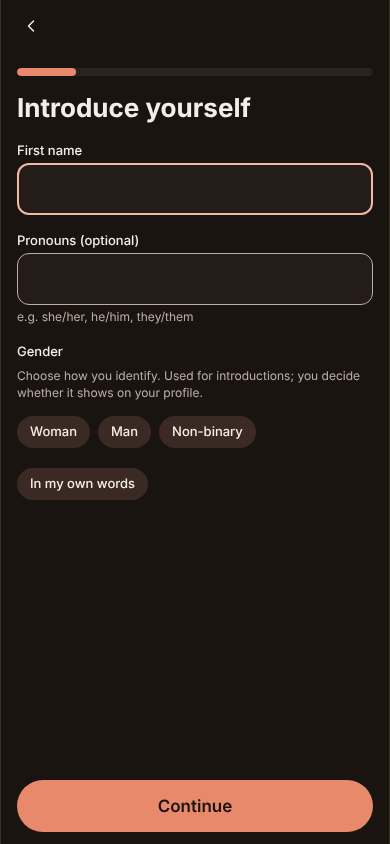 Introduce yourself
First name
Pronouns (optional)
e.g. she/her, he/him, they/them
Gender
Choose how you identify. Used for introductions; you decide
whether it shows on your profile.
Woman Man Non-binary
In my own words
Continue